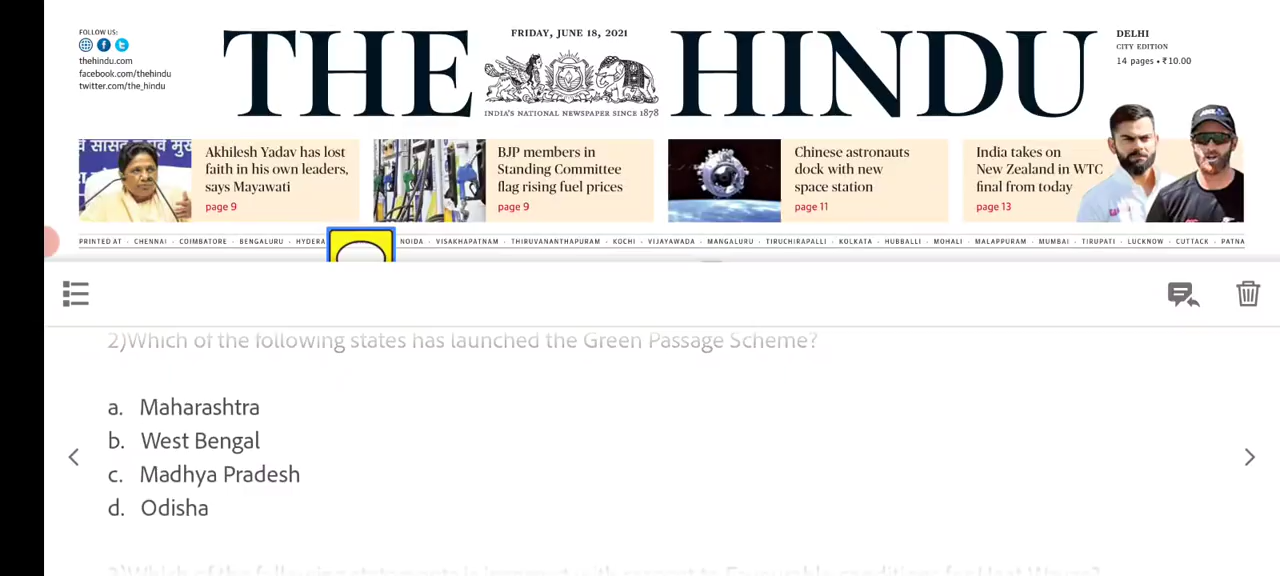 FOLLOW US:
thehindu.com
facebook.com/thehindu
twitter.com/the_hindu
THE HINDU
FRIDAY, JUNE 18, 2021
INDIA'S NATIONAL NEWSPAPER SINCE 1878
DELHI
CITY EDITION
14 pages • ₹10.00
Akhilesh Yadav has lost
faith in his own leaders,
says Mayawati
page 9
BJP members in
Standing Committee
flag rising fuel prices
page 9
Chinese astronauts
dock with new
space station
page 11
India takes on
New Zealand in WTC
final from today
page 13
PRINTED AT · CHENNAI · COIMBATORE · BENGALURU · HYDERA NOIDA · VISAKHAPATNAM · THIRUVANANTHAPURAM · KOCHI · VIJAYAWADA · MANGALURU · TIRUCHIRAPALLI · KOLKATA · HUBBALLI · MOHALI · MALAPPURAM · MUMBAI · TIRUPATI · LUCKNOW · CUTTACK · PATNA
2)Which of the following states has launched the Green Passage Scheme?
a. Maharashtra
b. West Bengal
c. Madhya Pradesh
d. Odisha